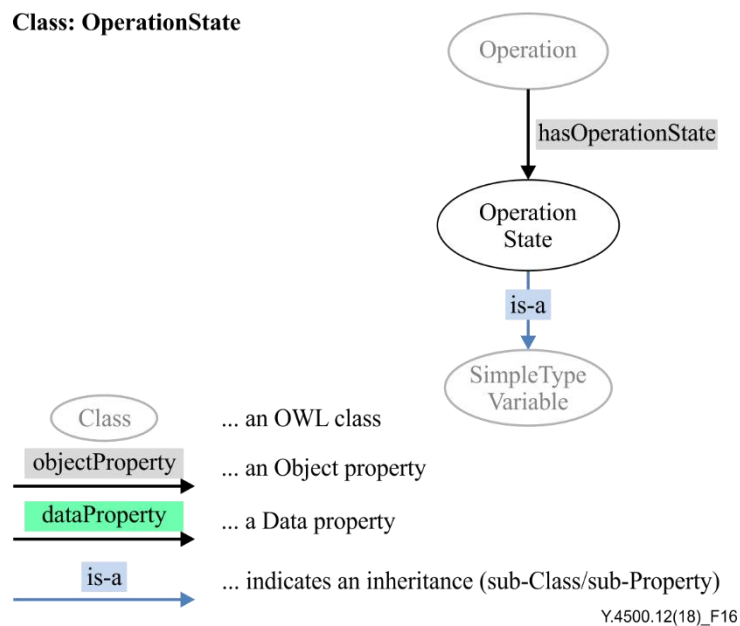 Class: OperationState
Operation
hasOperationState
Operation
State
is-a
SimpleType
Variable
Class
... an OWL class
objectProperty
... an Object property
dataProperty
... a Data property
is-a
... indicates an inheritance (sub-Class/sub-Property)
Y.4500.12(18)_F16